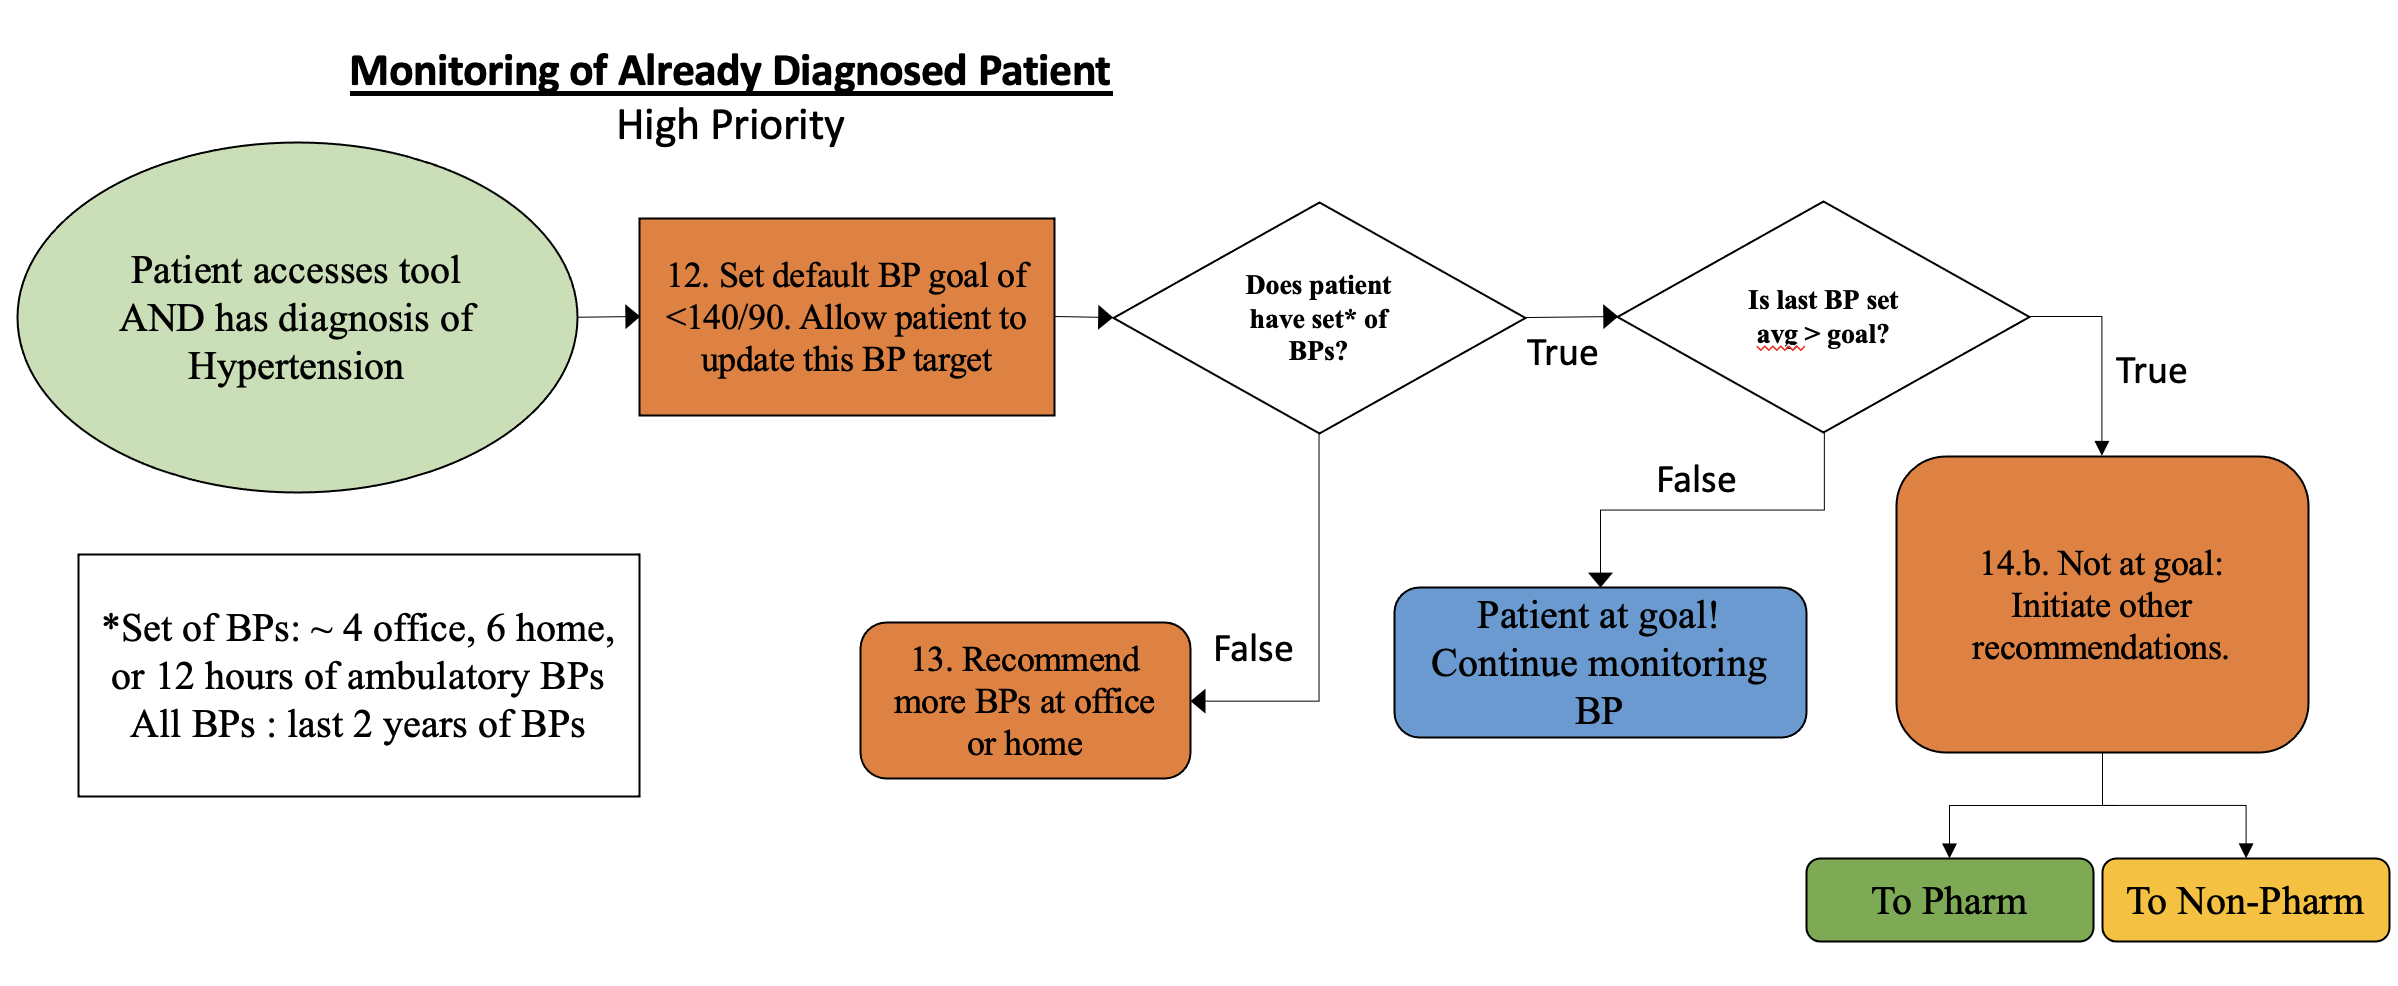 Monitoring of Already Diagnosed Patient
High Priority
Patient accesses tool
AND has diagnosis of
Hypertension
12. Set default BP goal of
<140/90. Allow patient to
update this BP target
Does patient
have set* of
BPs?
True
Is last BP set
avg > goal?
True
False
False
*Set of BPs: ~ 4 office, 6 home,
or 12 hours of ambulatory BPs
All BPs : last 2 years of BPs
13. Recommend
more BPs at office
or home
Patient at goal!
Continue monitoring
BP
14.b. Not at goal:
Initiate other
recommendations.
To Pharm
To Non-Pharm